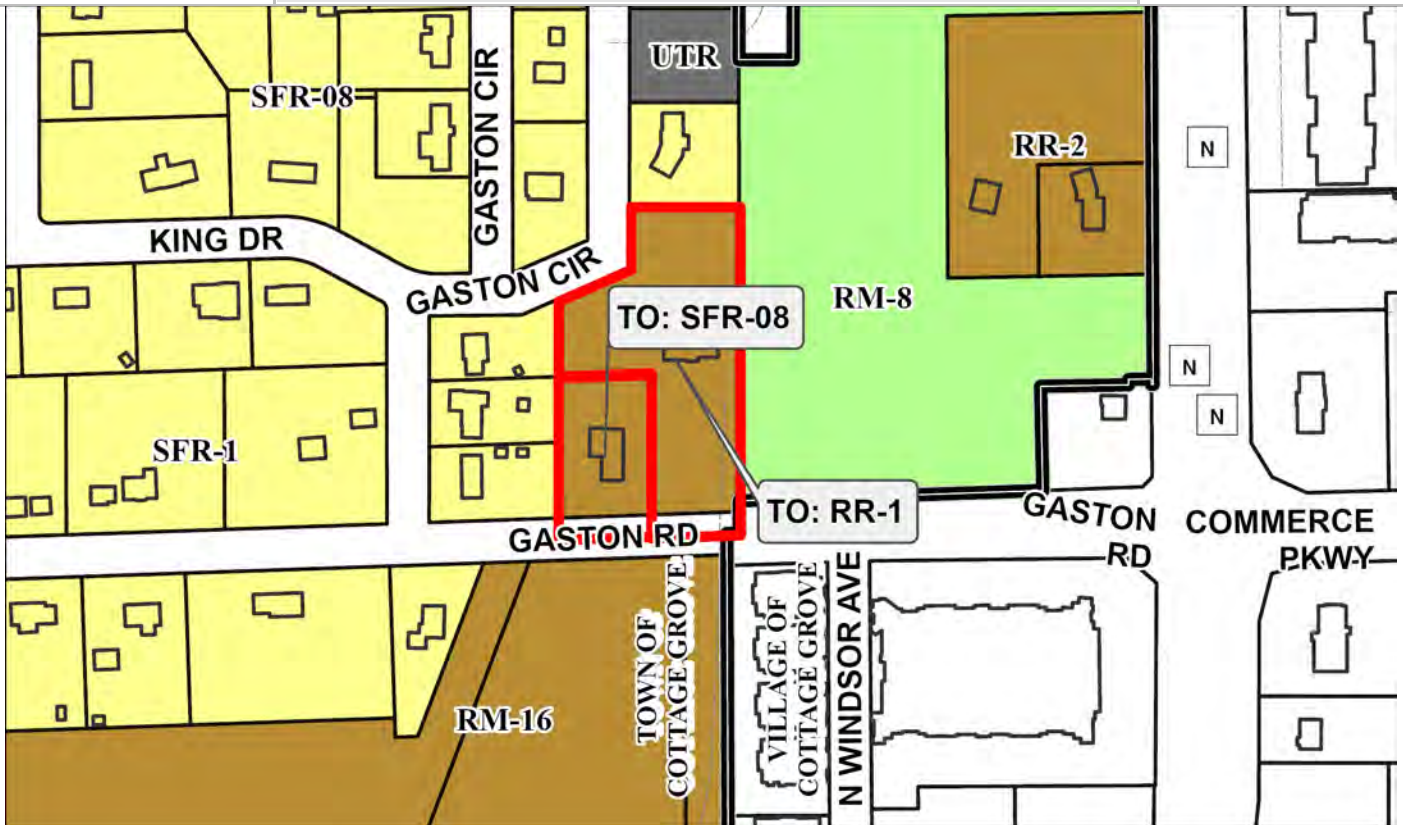 UTR
SFR-08
GASTON CIR
RR-2
N
KING DR
GASTON CIR
RM-8
TO: SFR-08
N
N
SFR-1
TO: RR-1
GASTON RD
GASTON
RD
COMMERCE
PKWY
TOWN OF
COTTAGE GROVE
VILLAGE OF
COTTAGE GROVE
N WINDSOR AVE
RM-16